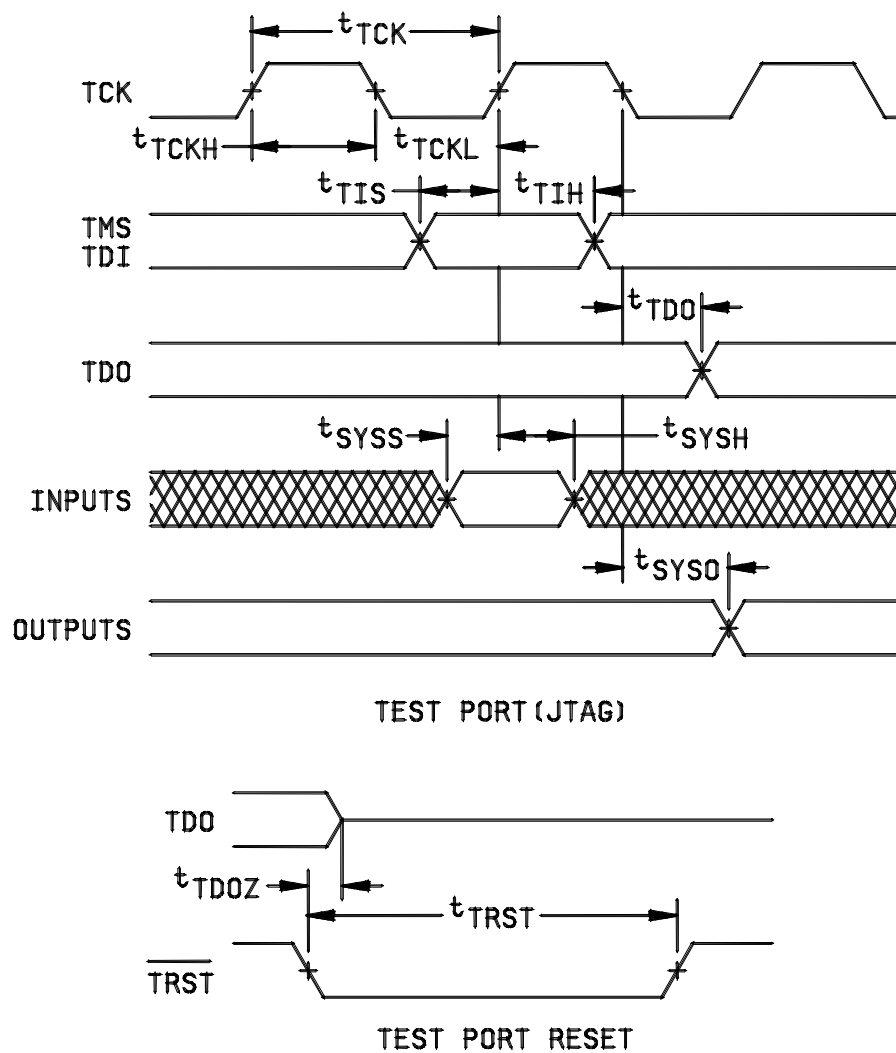 tTCK
TCK
tTCKH tTCKL
tTIS tTIH
TMS
TDI
tTDO
TDO
tSYSS tSYSH
INPUTS
tSYSO
OUTPUTS
TEST PORT(JTAG)
TDO
tTDOZ
tTRST
TRST
TEST PORT RESET